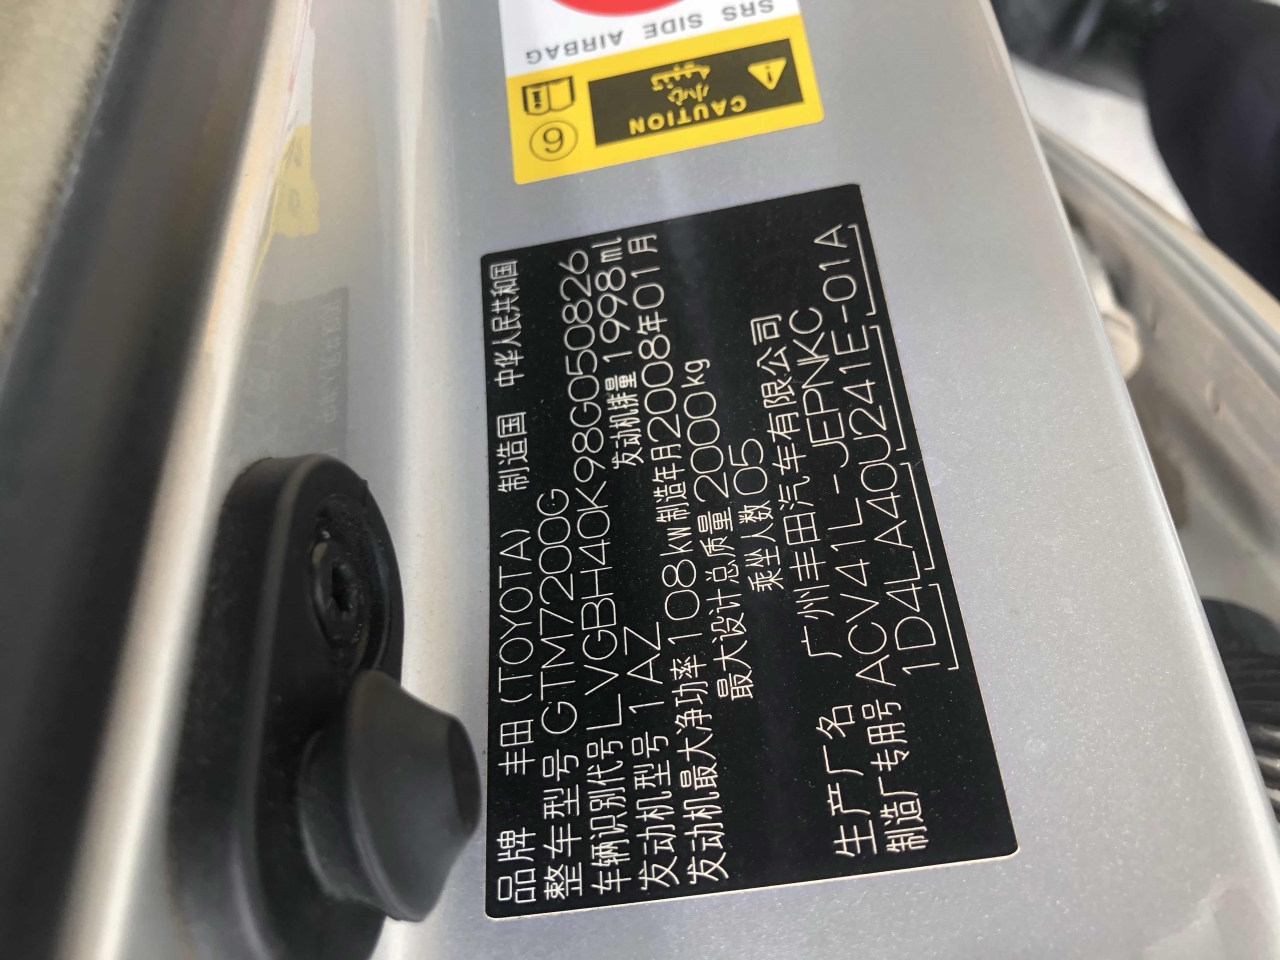 SRS SIDE AIRBAG
CAUTION
小心
6
品牌 丰田(TOYOTA) 制造国 中华人民共和国
整车型号 GTM7200G
车辆识别代号 LVGBH40K98G050826
发动机型号 1AZ 发动机排量 1998ml
发动机最大净功率 108kW 制造年月 2008年01月
最大设计总质量 2000kg
乘坐人数 05
生产厂名 广州丰田汽车有限公司
制造厂专用号 ACV41L-JEPNKC
1D4LA40U241E-01A